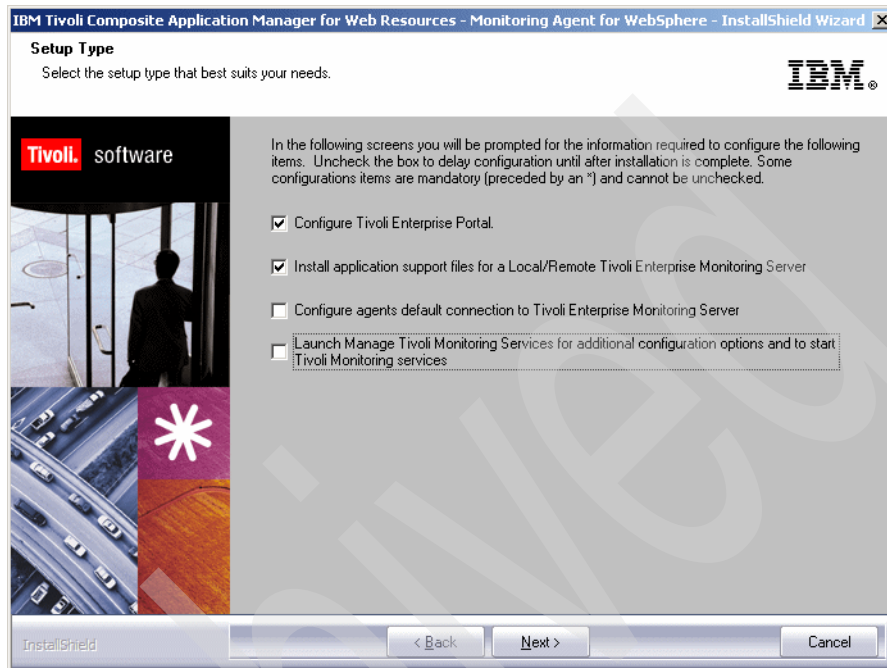 IBM Tivoli Composite Application Manager for Web Resources - Monitoring Agent for WebSphere - InstallShield Wizard
Setup Type
Select the setup type that best suits your needs.
IBM®
Tivoli. software
In the following screens you will be prompted for the information required to configure the following
items. Uncheck the box to delay configuration until after installation is complete. Some
configurations items are mandatory (preceded by an *) and cannot be unchecked.
Configure Tivoli Enterprise Portal.
Install application support files for a Local/Remote Tivoli Enterprise Monitoring Server
Configure agents default connection to Tivoli Enterprise Monitoring Server
Launch Manage Tivoli Monitoring Services for additional configuration options and to start
Tivoli Monitoring services
InstallShield
< Back
Next >
Cancel